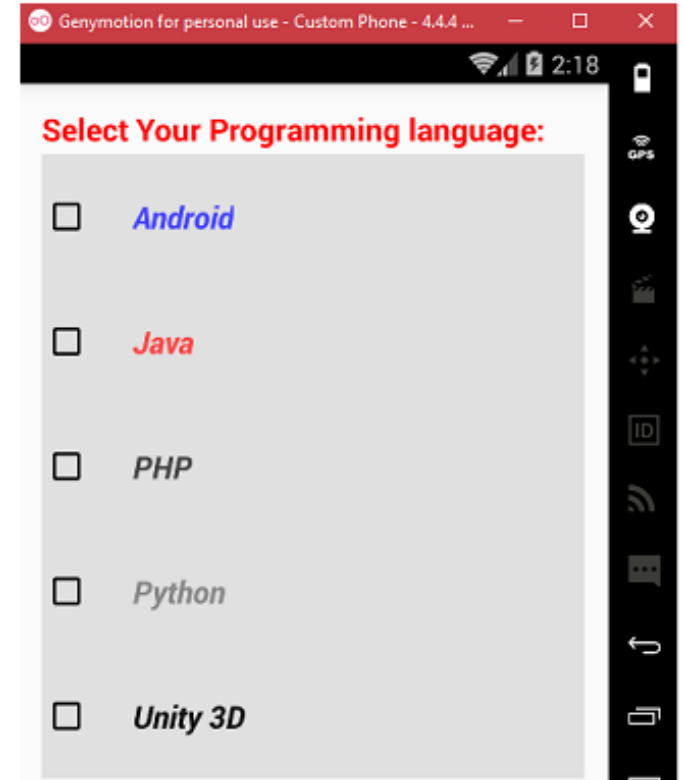 Genymotion for personal use - Custom Phone - 4.4.4 ...
2:18
Select Your Programming language:
GPS
Android
Java
PHP
ID
Python
Unity 3D